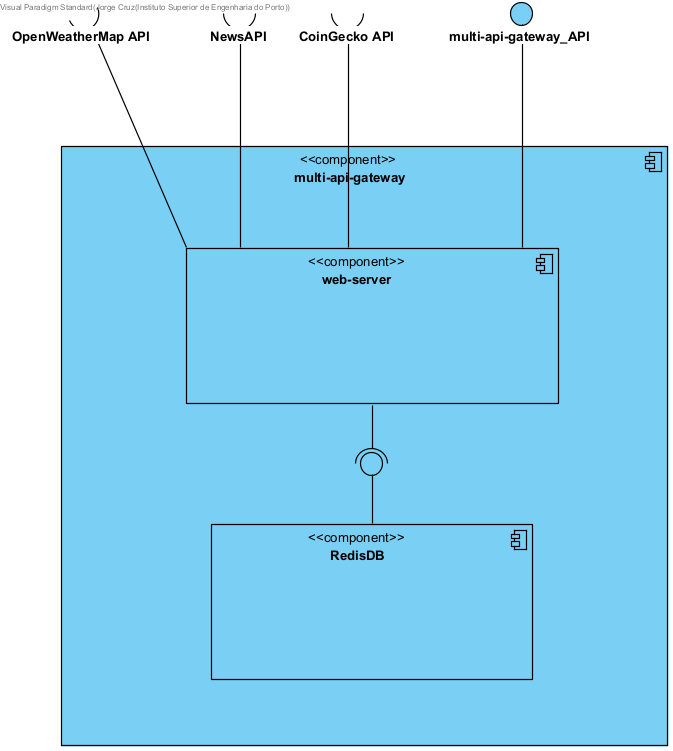 Visual Paradigm Standard(Jorge Cruz(Instituto Superior de Engenharia do Porto))
OpenWeatherMap API
NewsAPI
CoinGecko API
multi-api-gateway_API
<<component>>
multi-api-gateway
<<component>>
web-server
<<component>>
RedisDB